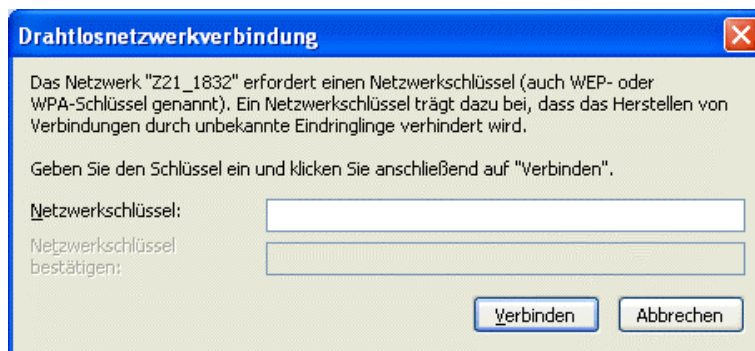 Drahtlosnetzwerkverbindung
Das Netzwerk "Z21_1832" erfordert einen Netzwerkschlüssel (auch WEP- oder
WPA-Schlüssel genannt). Ein Netzwerkschlüssel trägt dazu bei, dass das Herstellen von
Verbindungen durch unbekannte Eindringlinge verhindert wird.
Geben Sie den Schlüssel ein und klicken Sie anschließend auf "Verbinden".
Netzwerkschlüssel:
Netzwerkschlüssel
bestätigen:
Verbinden Abbrechen